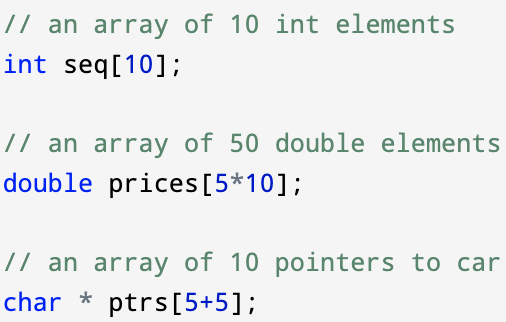 // an array of 10 int elements
int seq[10];
// an array of 50 double elements
double prices[5*10];
// an array of 10 pointers to car
char * ptrs[5+5];